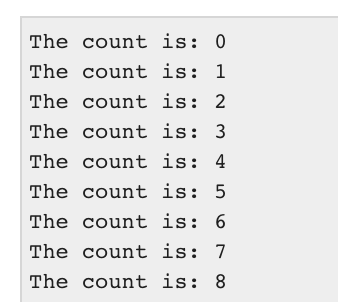 The count is: 0
The count is: 1
The count is: 2
The count is: 3
The count is: 4
The count is: 5
The count is: 6
The count is: 7
The count is: 8